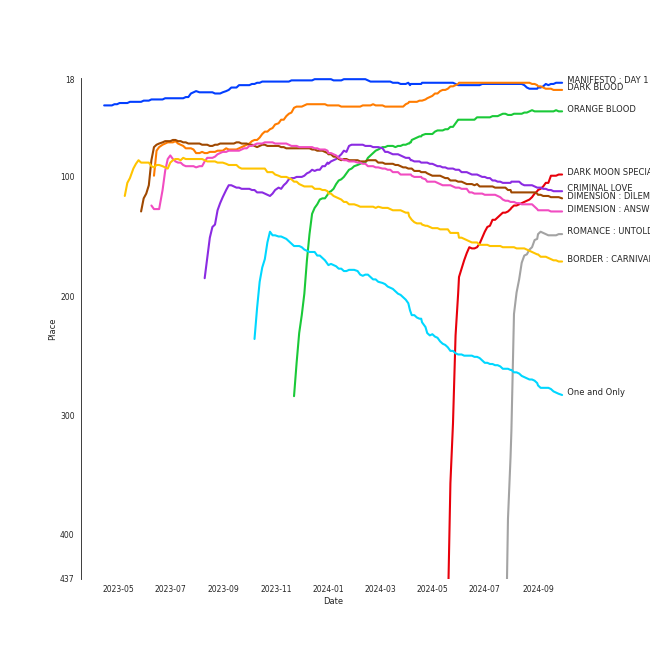 18
100
200
300
400
437
Place
2023-05
2023-07
2023-09
2023-11
2024-01
2024-03
2024-05
2024-07
2024-09
Date
MANIFESTO : DAY 1
DARK BLOOD
ORANGE BLOOD
DARK MOON SPECIA
CRIMINAL LOVE
DIMENSION : DILEM
DIMENSION : ANSW
ROMANCE : UNTOLD
BORDER : CARNIVAL
One and Only